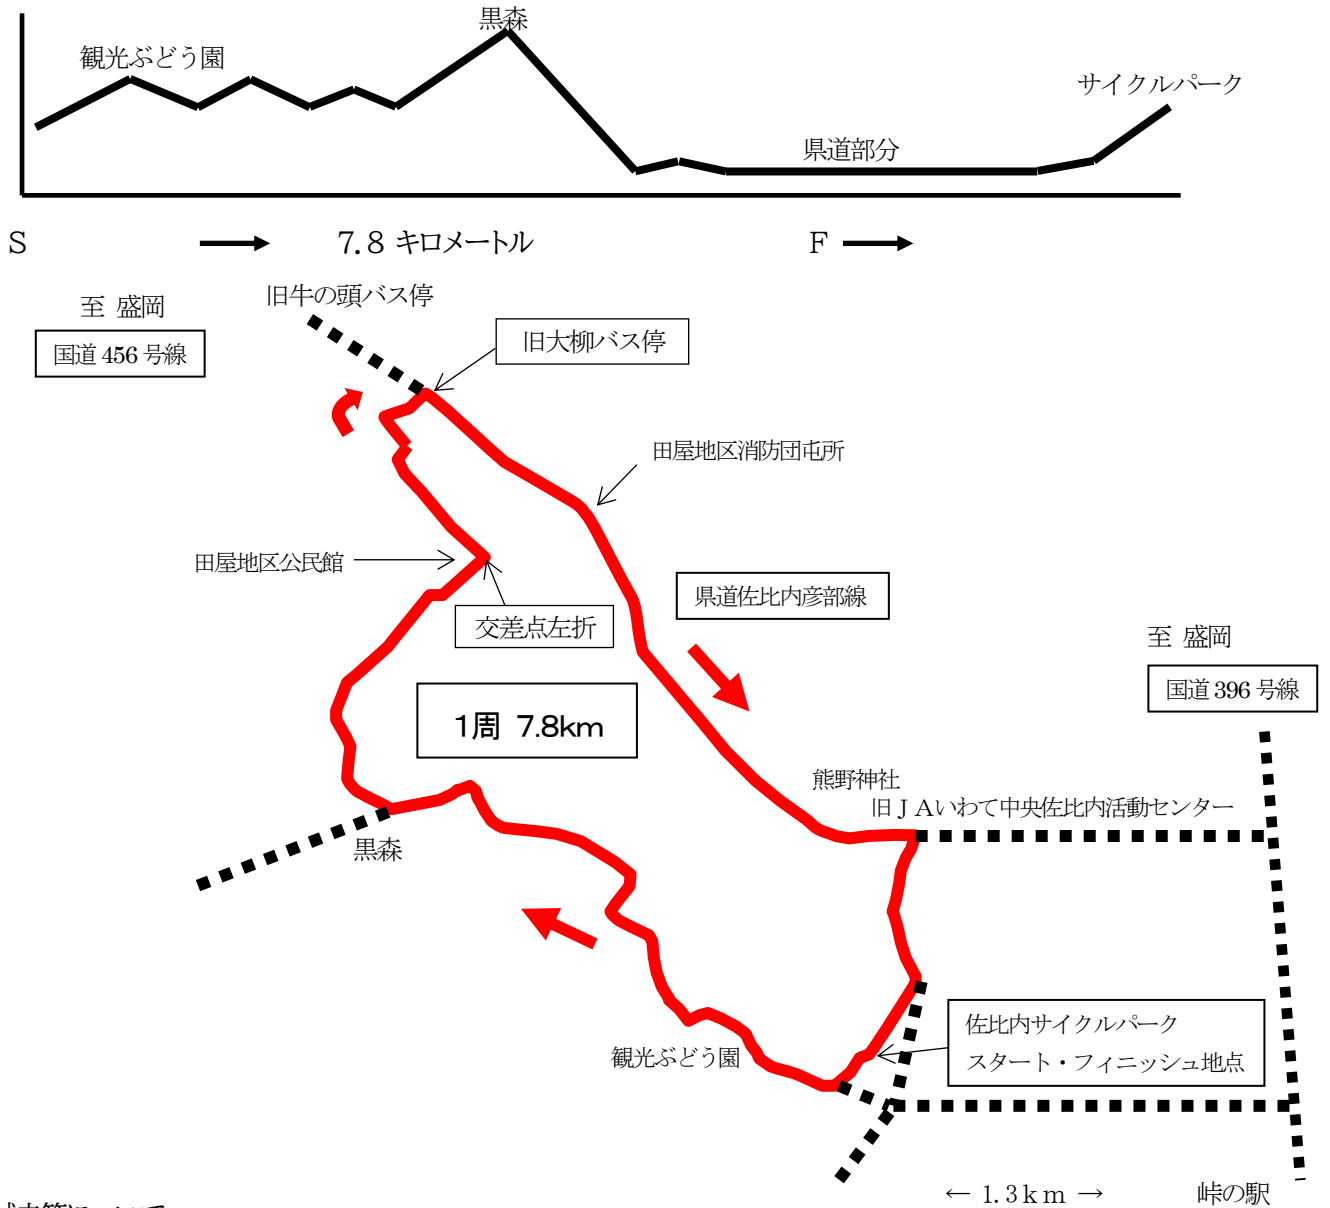 黒森
観光ぶどう園
サイクルパーク
県道部分
S
7.8 キロメートル
F
旧牛の頭バス停
至 盛岡
国道 456 号線
旧大柳バス停
田屋地区消防団屯所
田屋地区公民館
県道佐比内彦部線
交差点左折
至 盛岡
国道 396 号線
1周 7.8km
熊野神社
旧ＪＡいわて中央佐比内活動センター
黒森
佐比内サイクルパーク
スタート・フィニッシュ地点
観光ぶどう園
← 1.3ｋｍ →
峠の駅